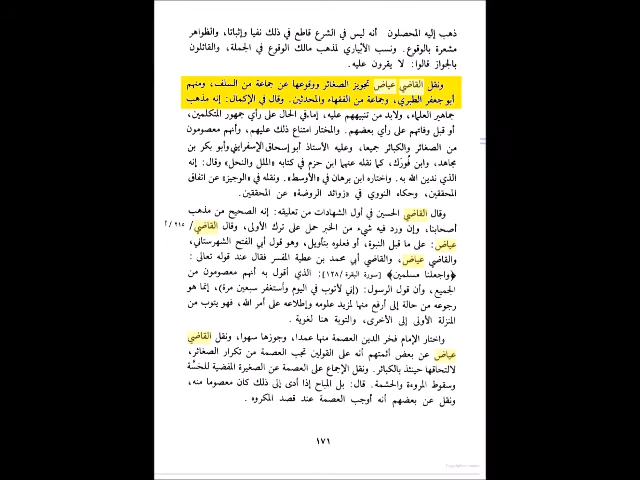 ذهب إليه المحصلون أنه ليس في الشرع قاطع في ذلك نفيا وإثباتا، والظواهر
مشعرة بالوقوع. ونسب الأبياري لمذهب مالك الوقوع في الجملة، والقائلون
بالجواز قالوا: لا يقرون عليه.
ونقل القاضي عياض تجويز الصغائر ووقوعها عن جماعة من السلف، ومنهم
أبو جعفر الطبري، وجماعة من الفقهاء والمحدثين. وقال في الإكمال: إنه مذهب
جماهير العلماء، ولابد من تنبيههم عليه، إما في الحال على رأي جمهور المتكلمين،
أو قبل وفاتهم على رأي بعضهم. والمختار امتناع ذلك عليهم، وأنهم معصومون
من الصغائر والكبائر جميعا، وعليه الأستاذ أبو إسحاق الإسفرايني وأبو بكر بن
مجاهد، وابن فورَك، كما نقله عنهما ابن حزم في كتابه «الملل والنحل» وقال: إنه
الذي ندين الله به. واختاره ابن برهان في «الأوسط». ونقله في «الوجيز» عن اتفاق
المحققين، وحكاه النووي في «زوائد الروضة» عن المحققين.
وقال القاضي الحسين في أول الشهادات من تعليقه: إنه الصحيح من مذهب
أصحابنا، وإن ورد فيه شيء من الخبر حمل على ترك الأولى، وقال القاضي/ ٢١٥ / أ
عياض: على ما قبل النبوة، أو فعلوه بتأويل، وهو قول أبي الفتح الشهرستاني،
والقاضي عياض، والقاضي أبي محمد بن عطية المفسر فقال عند قوله تعالى:
﴿واجعلنا مسلمين﴾ [سورة البقرة/١٢٨]: الذي أقول به أنهم معصومون من
الجميع، وأن قول الرسول: (إني لأتوب في اليوم وأستغفر سبعين مرة)، إنما هو
رجوعه من حالة إلى أرفع منها لمزيد علومه وإطلاعه على أمر الله، فهو يتوب من
المنزلة الأولى إلى الأخرى، والتوبة هنا لغوية.
واختار الإمام فخر الدين العصمة منها عمدا، وجوزها سهوا، ونقل القاضي
عياض عن بعض أئمتهم أنه على القولين تجب العصمة من تكرار الصغائر،
لالتحاقها حينئذ بالكبائر. ونقل الإجماع على العصمة عن الصغيرة المفضية للخسَّة
وسقوط المروءة والحشمة. قال: بل المباح إذا أدى إلى ذلك كان معصوما منه،
ونقل عن بعضهم أنه أوجب العصمة عند قصد المكروه.
١٧١